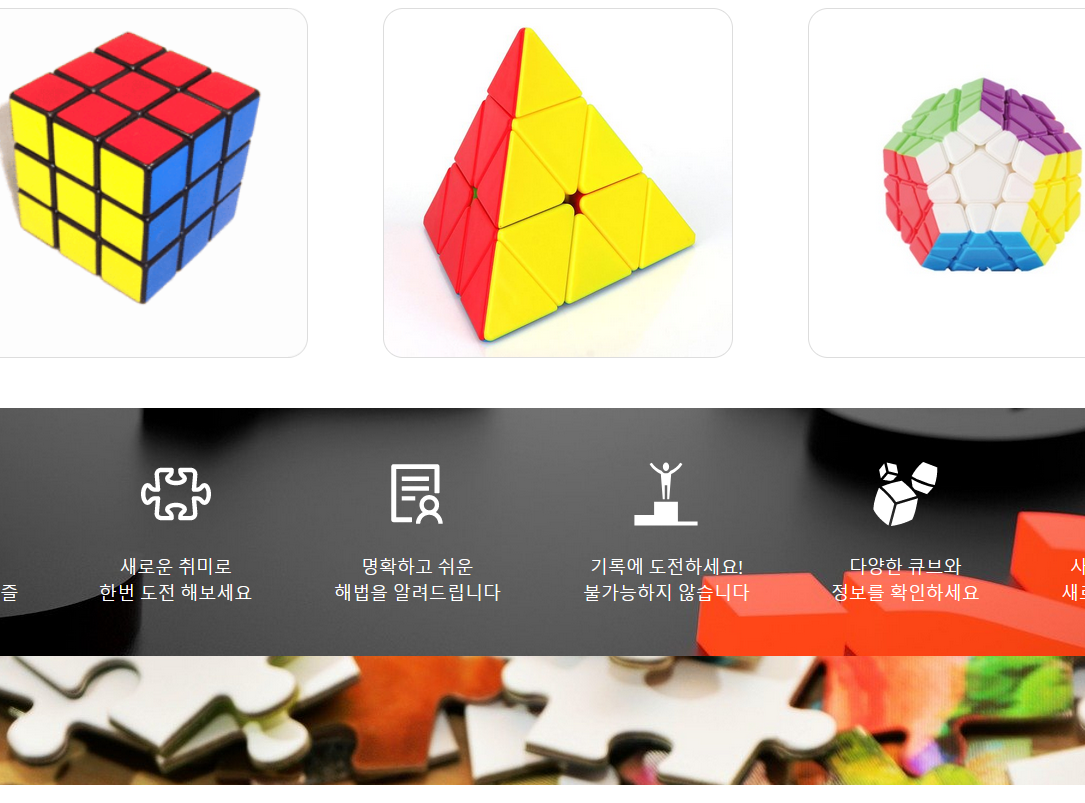 새로운 취미로
한번 도전 해보세요
명확하고 쉬운
해법을 알려드립니다
기록에 도전하세요!
불가능하지 않습니다
다양한 큐브와
정보를 확인하세요
즐
사
새로